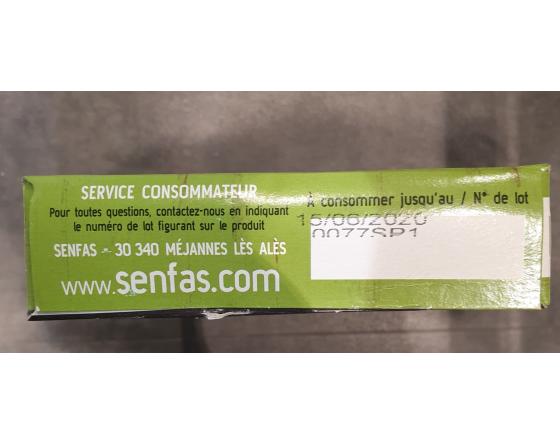 SERVICE CONSOMMATEUR
Pour toutes questions, contactez-nous en indiquant
le numéro de lot figurant sur le produit
SENFAS - 30 340 MÉJANNES LÈS ALÈS
www.senfas.com
À consommer jusqu'au / N° de lot
15/06/2020
0077SP1